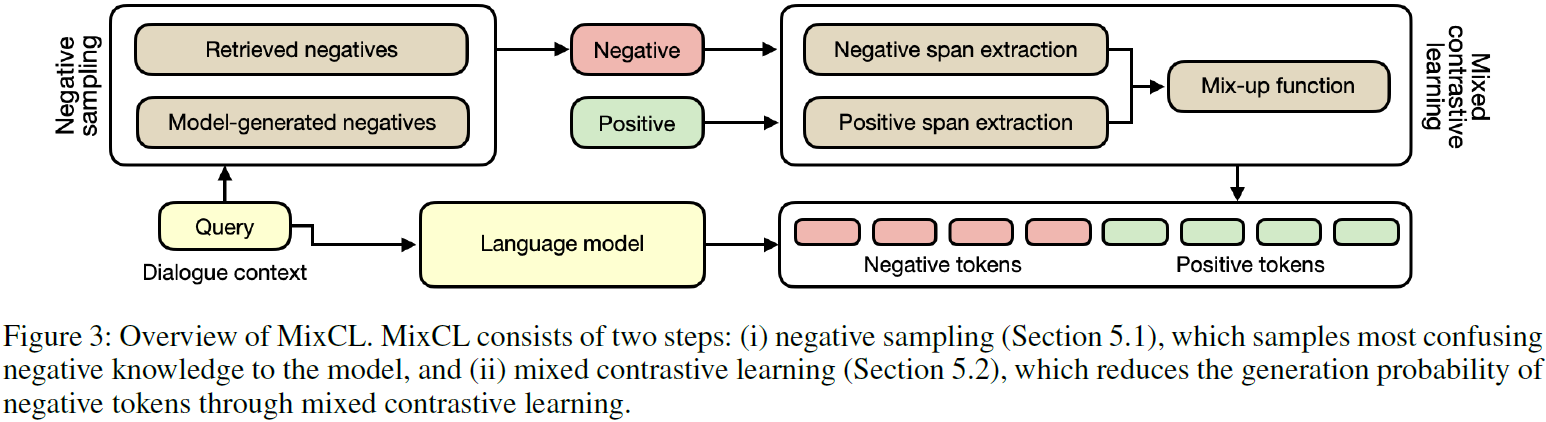 Negative
sampling
Retrieved negatives
Model-generated negatives
Negative
Positive
Negative span extraction
Positive span extraction
Mix-up function
Mixed
contrastive
learning
Query
Dialogue context
Language model
Negative tokens
Positive tokens
Figure 3: Overview of MixCL. MixCL consists of two steps: (i) negative sampling (Section 5.1), which samples most confusing
negative knowledge to the model, and (ii) mixed contrastive learning (Section 5.2), which reduces the generation probability of
negative tokens through mixed contrastive learning.